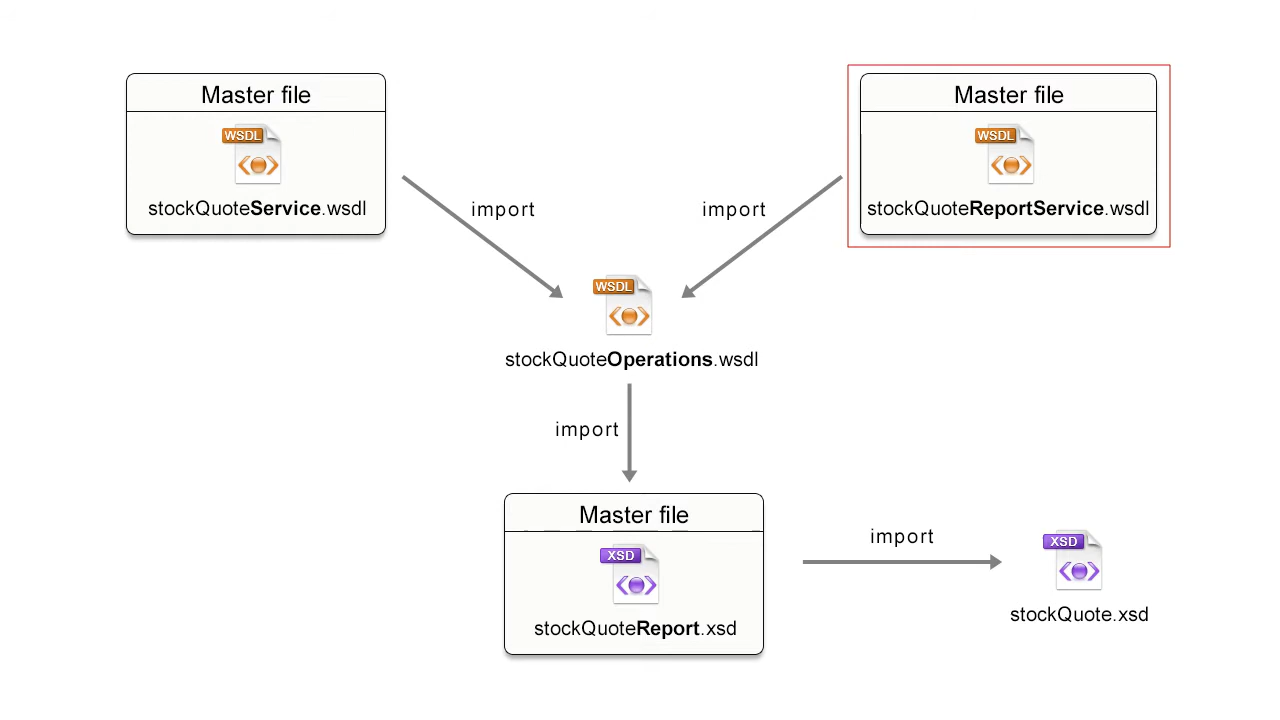 Master file
WSDL
stockQuoteService.wsdl
Master file
WSDL
stockQuoteReportService.wsdl
import
import
WSDL
stockQuoteOperations.wsdl
import
Master file
XSD
stockQuoteReport.xsd
import
XSD
stockQuote.xsd